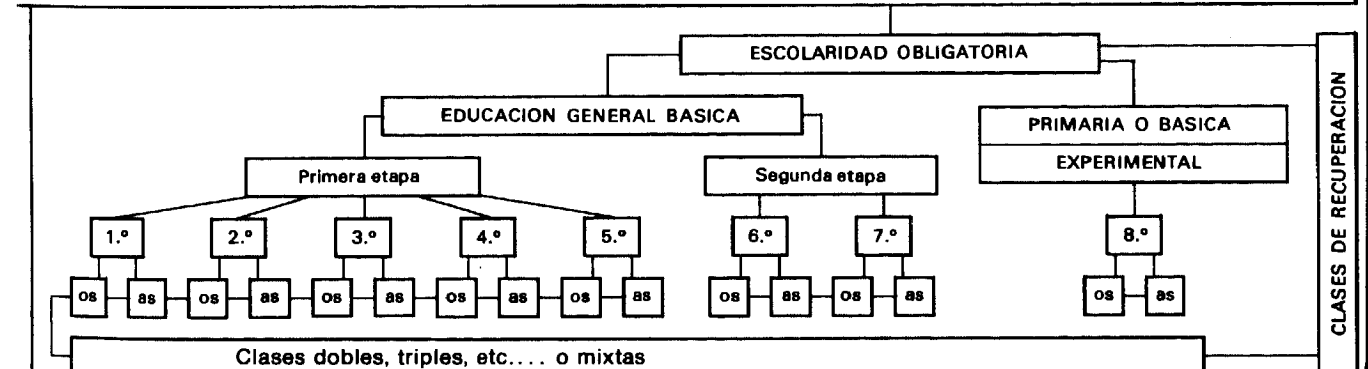 ESCOLARIDAD OBLIGATORIA
EDUCACION GENERAL BASICA
PRIMARIA O BASICA
EXPERIMENTAL
Primera etapa
Segunda etapa
1.º 2.º 3.º 4.º 5.º 6.º 7.º 8.º
os as os as os as os as os as os as os as os as
Clases dobles, triples, etc.... o mixtas
CLASES DE RECUPERACION